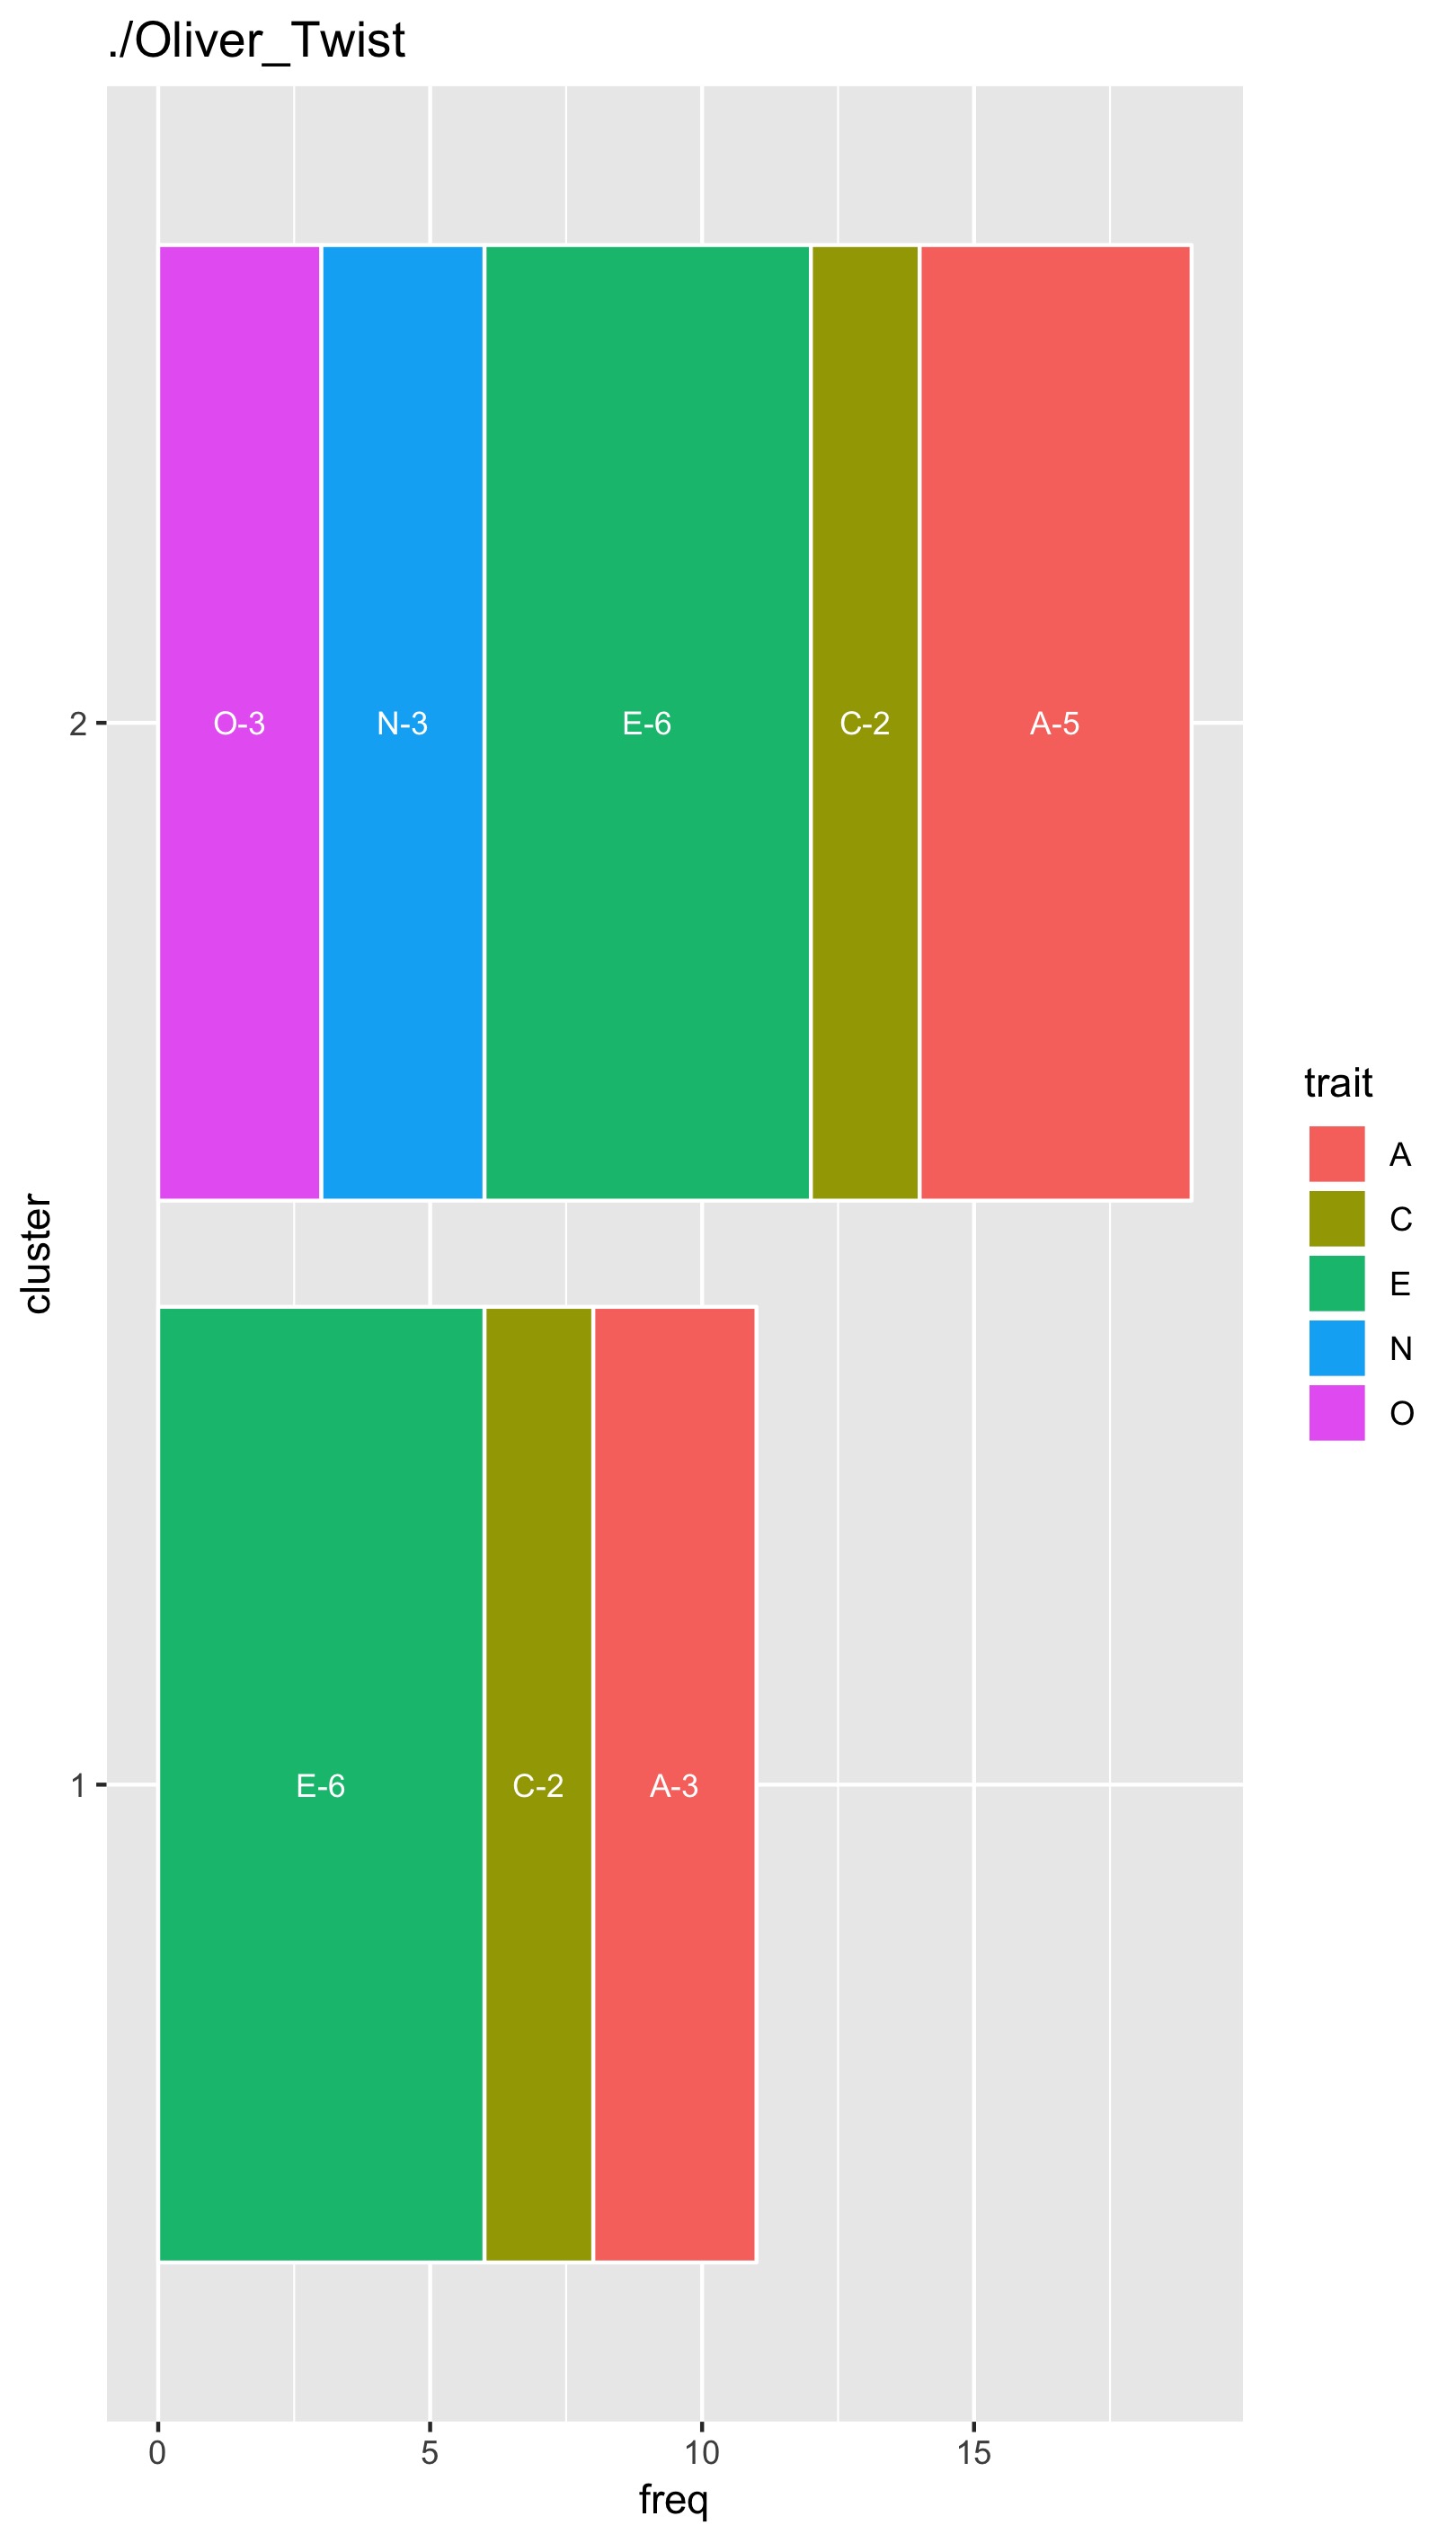 ./Oliver_Twist
2
O-3 N-3 E-6 C-2 A-5
cluster
1
E-6 C-2 A-3
0 5 10 15
freq
trait
A
C
E
N
O